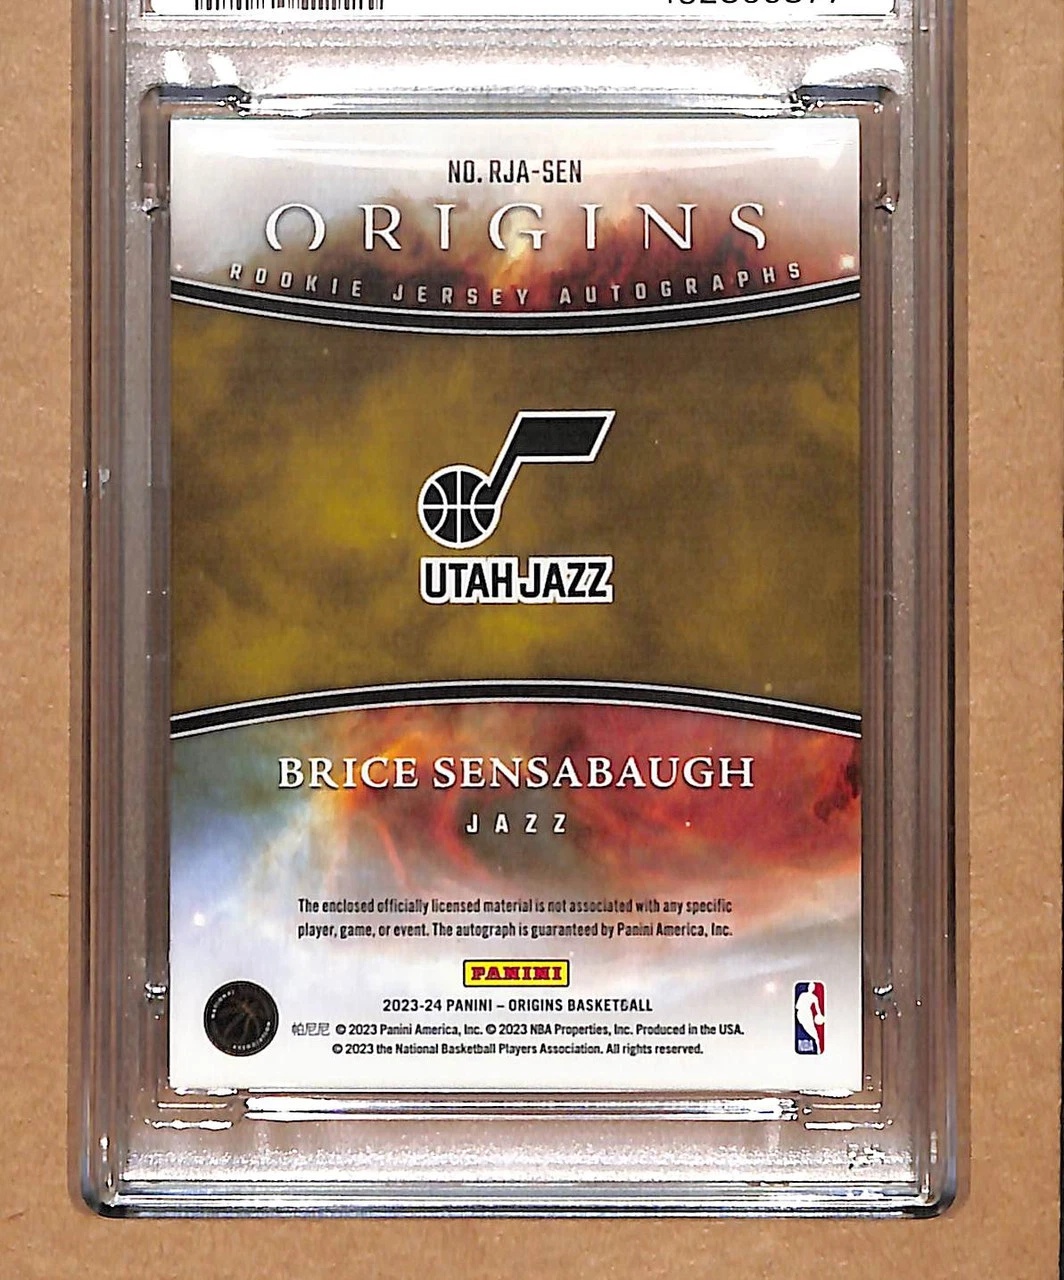 NO. RJA-SEN
ORIGINS
ROOKIE JERSEY AUTOGRAPHS
UTAH JAZZ
BRICE SENSABAUGH
JAZZ
The enclosed officially licensed material is not associated with any specific
player, game, or event. The autograph is guaranteed by Panini America, Inc.
PANINI
2023-24 PANINI – ORIGINS BASKETBALL
帕尼尼 © 2023 Panini America, Inc. © 2023 NBA Properties, Inc. Produced in the USA.
© 2023 the National Basketball Players Association. All rights reserved.
NBA